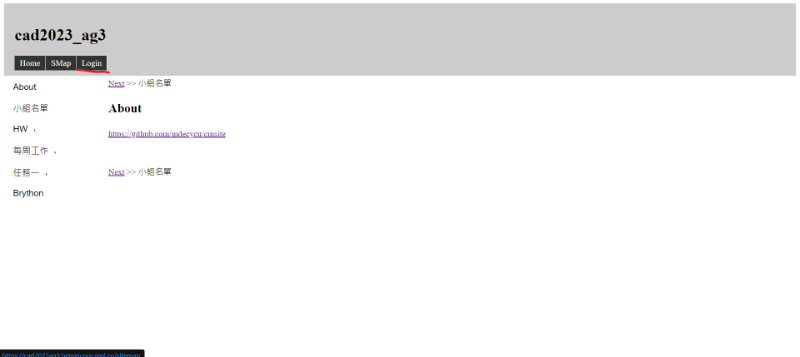 cad2023_ag3
Home SMap Login
About
小組名單
HW
每周工作
任務一
Brython
Next >> 小組名單
About
https://github.com/mdecycu/cmsite
Next >> 小組名單